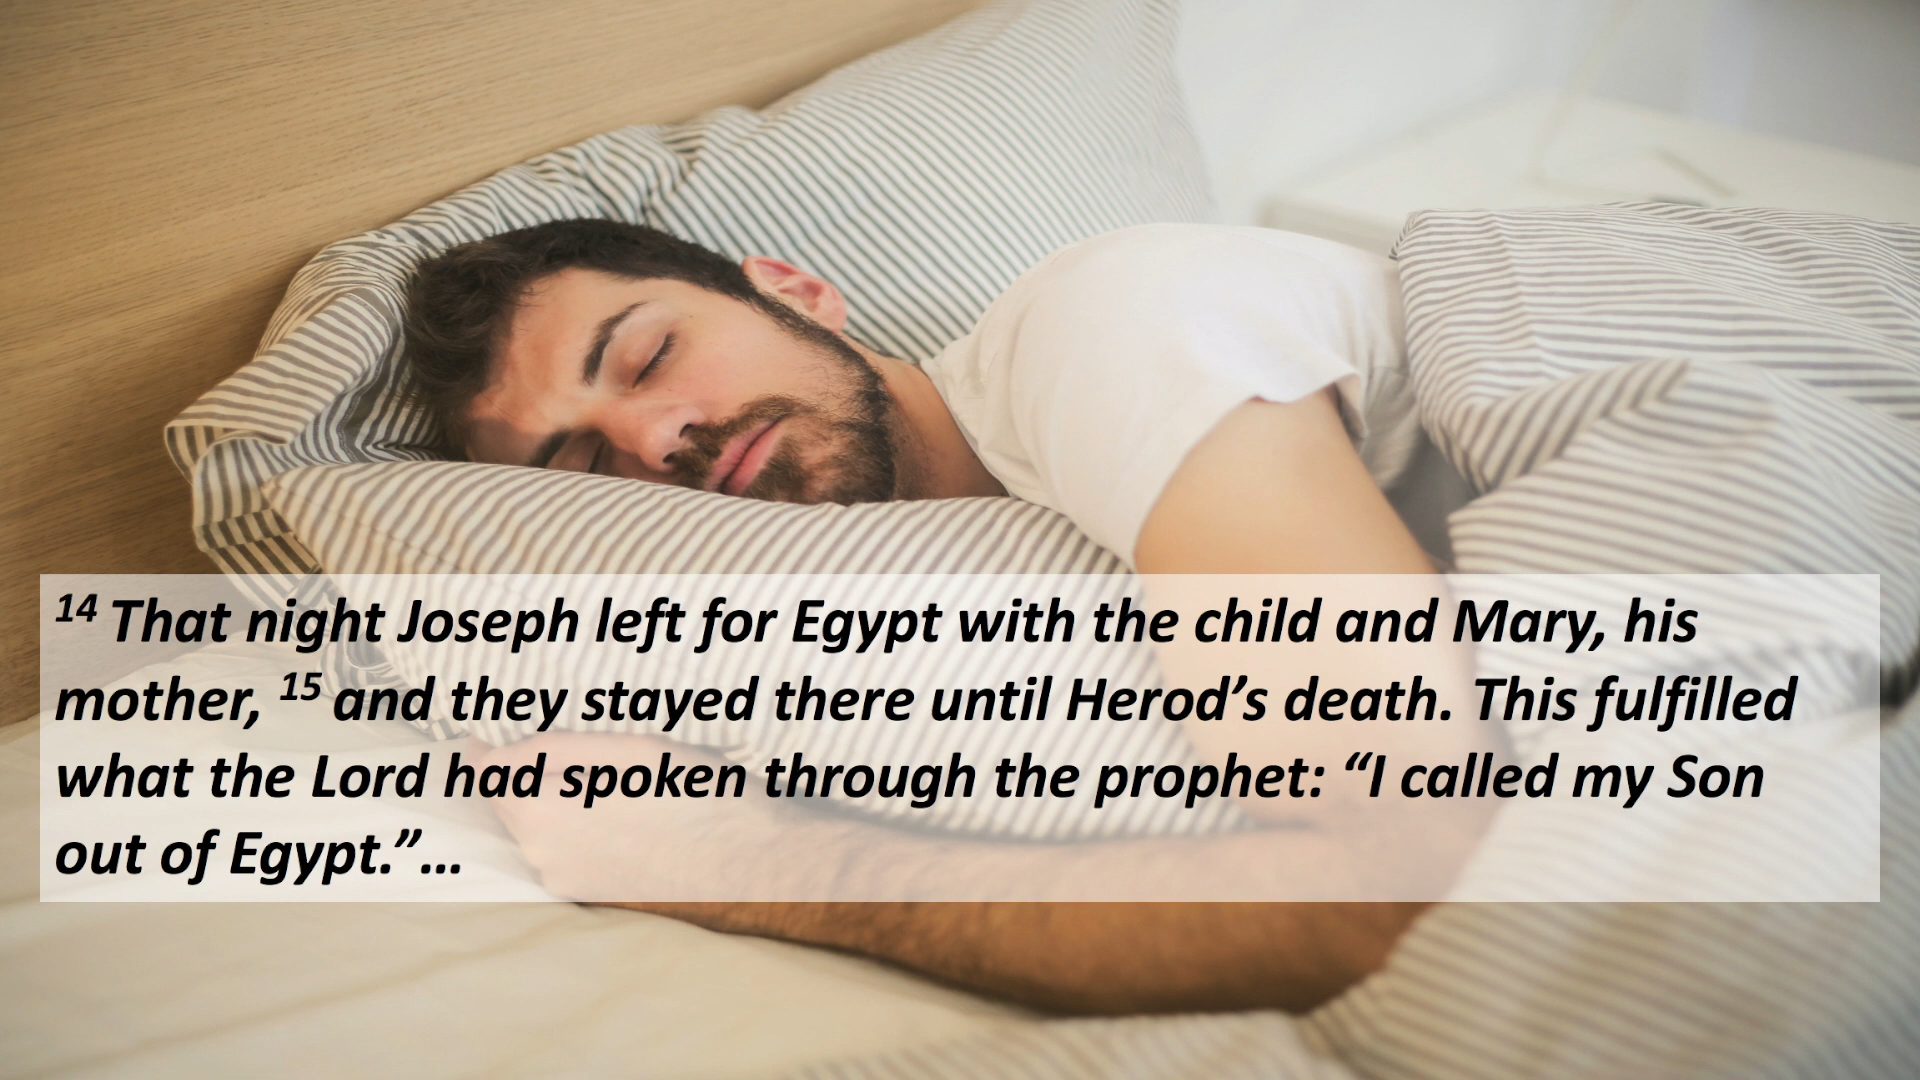 14 That night Joseph left for Egypt with the child and Mary, his
mother, 15 and they stayed there until Herod’s death. This fulfilled
what the Lord had spoken through the prophet: “I called my Son
out of Egypt.”…